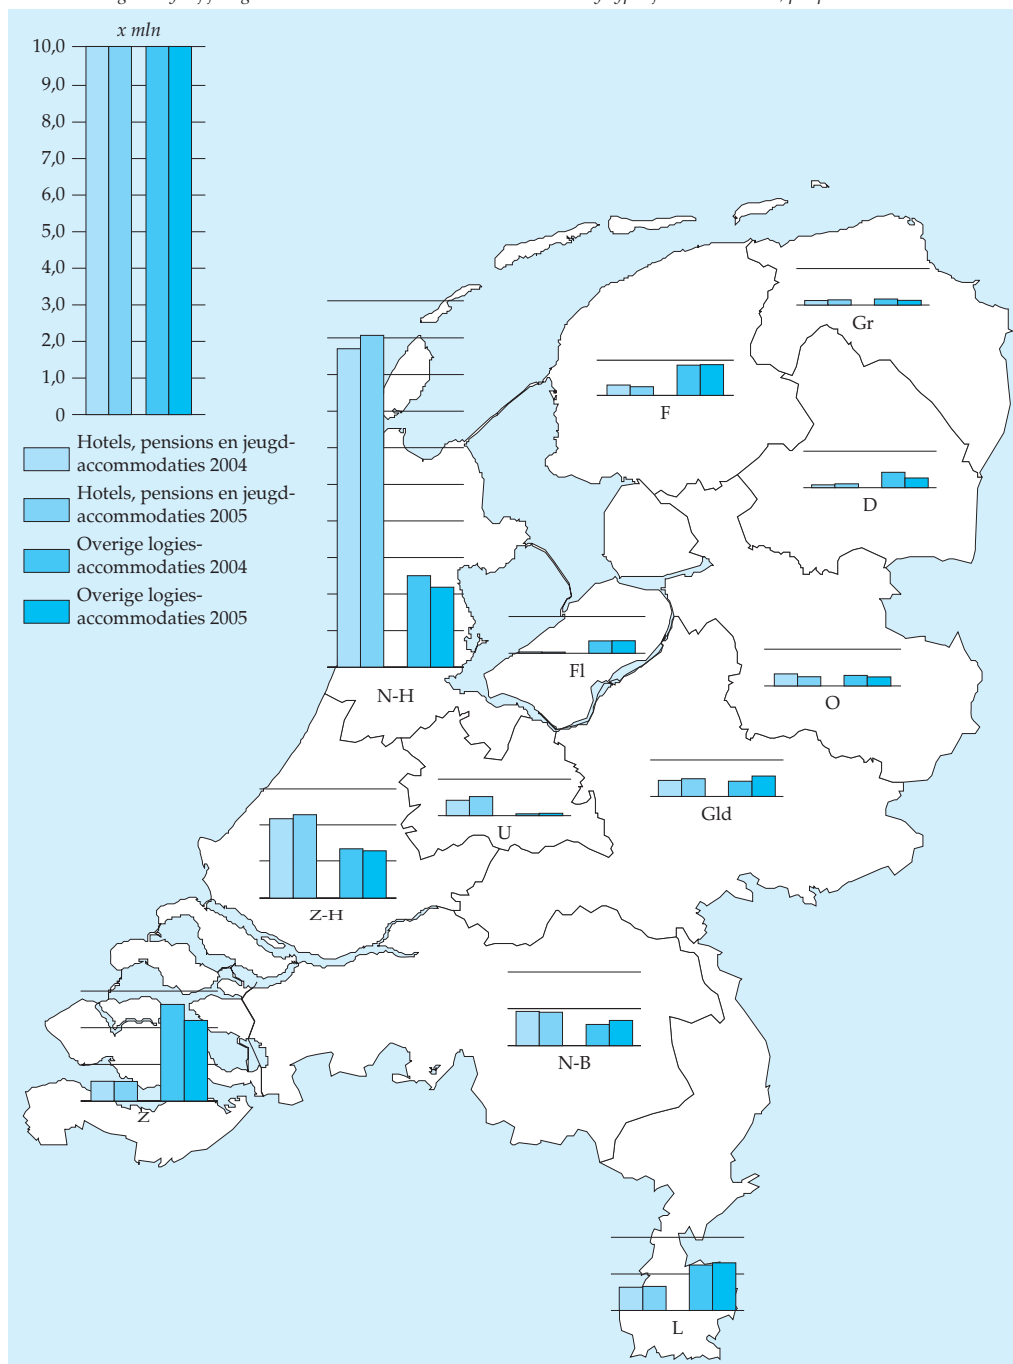 x mln
10,0
9,0
8,0
7,0
6,0
5,0
4,0
3,0
2,0
1,0
0
Hotels, pensions en jeugd-
accommodaties 2004
Hotels, pensions en jeugd-
accommodaties 2005
Overige logies-
accommodaties 2004
Overige logies-
accommodaties 2005
Gr
F
D
Fl
O
N-H
Gld
U
Z-H
N-B
Z
L